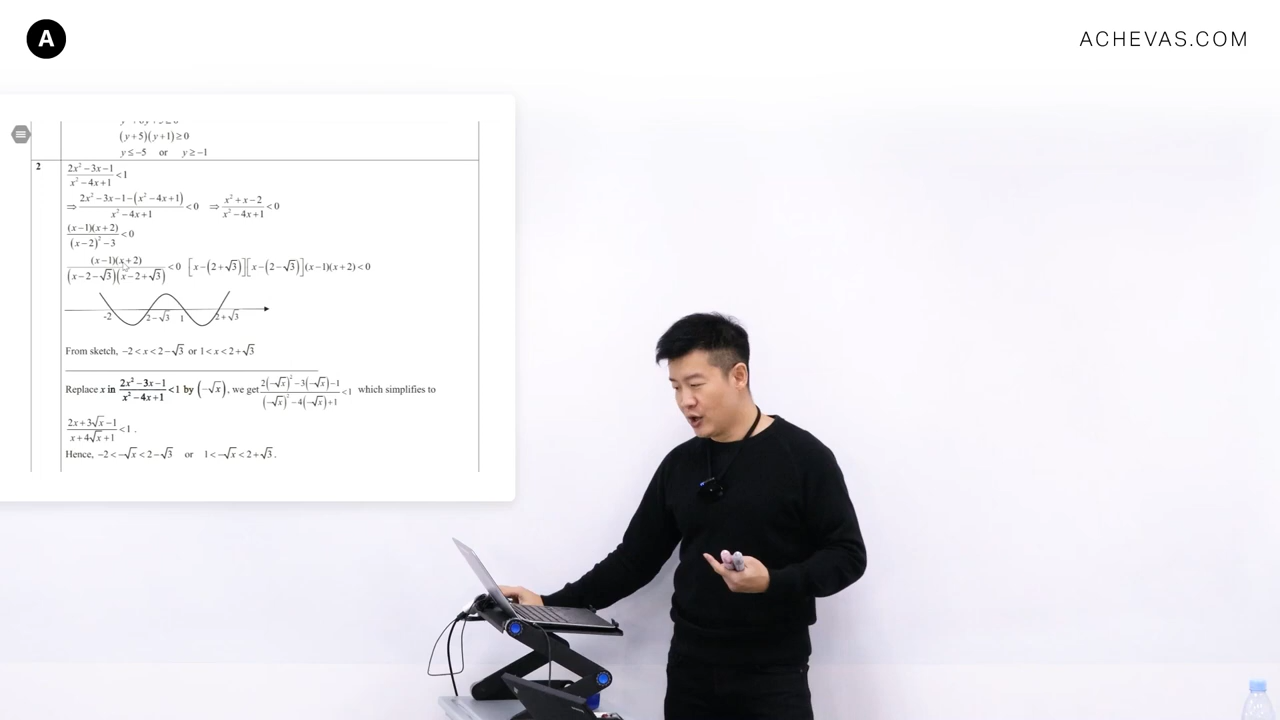 A
ACHEVAS.COM
(y+5)(y+1)≥0
y≤−5 or y≥−1
2
(2x²−3x−1)/(x²−4x+1)<1
⇒(2x²−3x−1−(x²−4x+1))/(x²−4x+1)<0 ⇒(x²+x−2)/(x²−4x+1)<0
((x−1)(x+2))/((x−2)²−3)<0
((x−1)(x+2))/((x−2−√3)(x−2+√3))<0 [x−(2+√3)][x−(2−√3)](x−1)(x+2)<0
-2 2−√3 1 2+√3
From sketch, −2<x<2−√3 or 1<x<2+√3
Replace x in (2x²−3x−1)/(x²−4x+1)<1 by (−√x), we get (2(−√x)²−3(−√x)−1)/((−√x)²−4(−√x)+1)<1 which simplifies to
(2x+3√x−1)/(x+4√x+1)<1 .
Hence, −2<−√x<2−√3 or 1<−√x<2+√3.